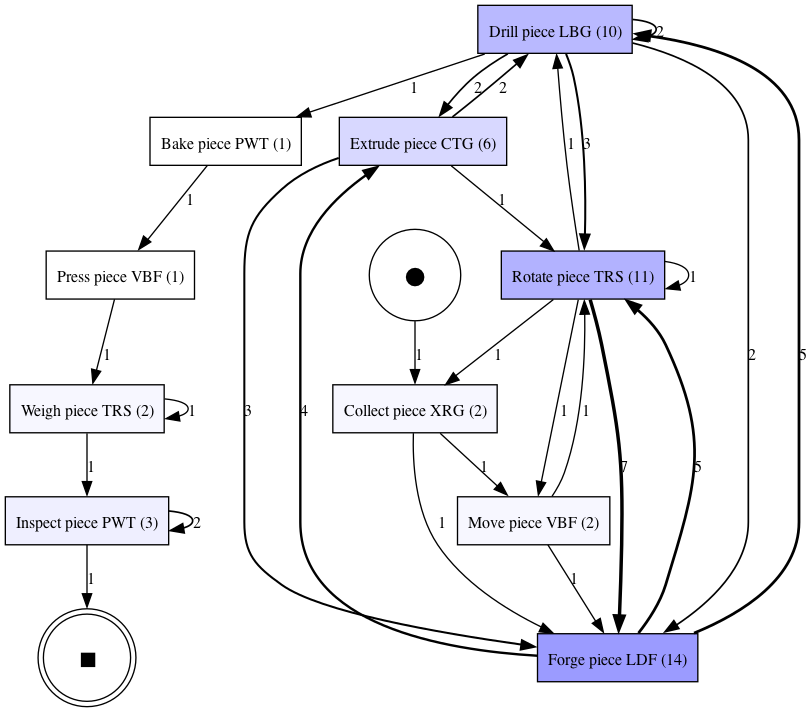 Drill piece LBG (10)
2
1
2
2
Bake piece PWT (1)
Extrude piece CTG (6)
1
3
1
1
Press piece VBF (1)
Rotate piece TRS (11)
1
1
1
1
2
5
Weigh piece TRS (2)
1
3
4
Collect piece XRG (2)
1
1
1
1
7
5
Inspect piece PWT (3)
2
1
Move piece VBF (2)
1
1
Forge piece LDF (14)